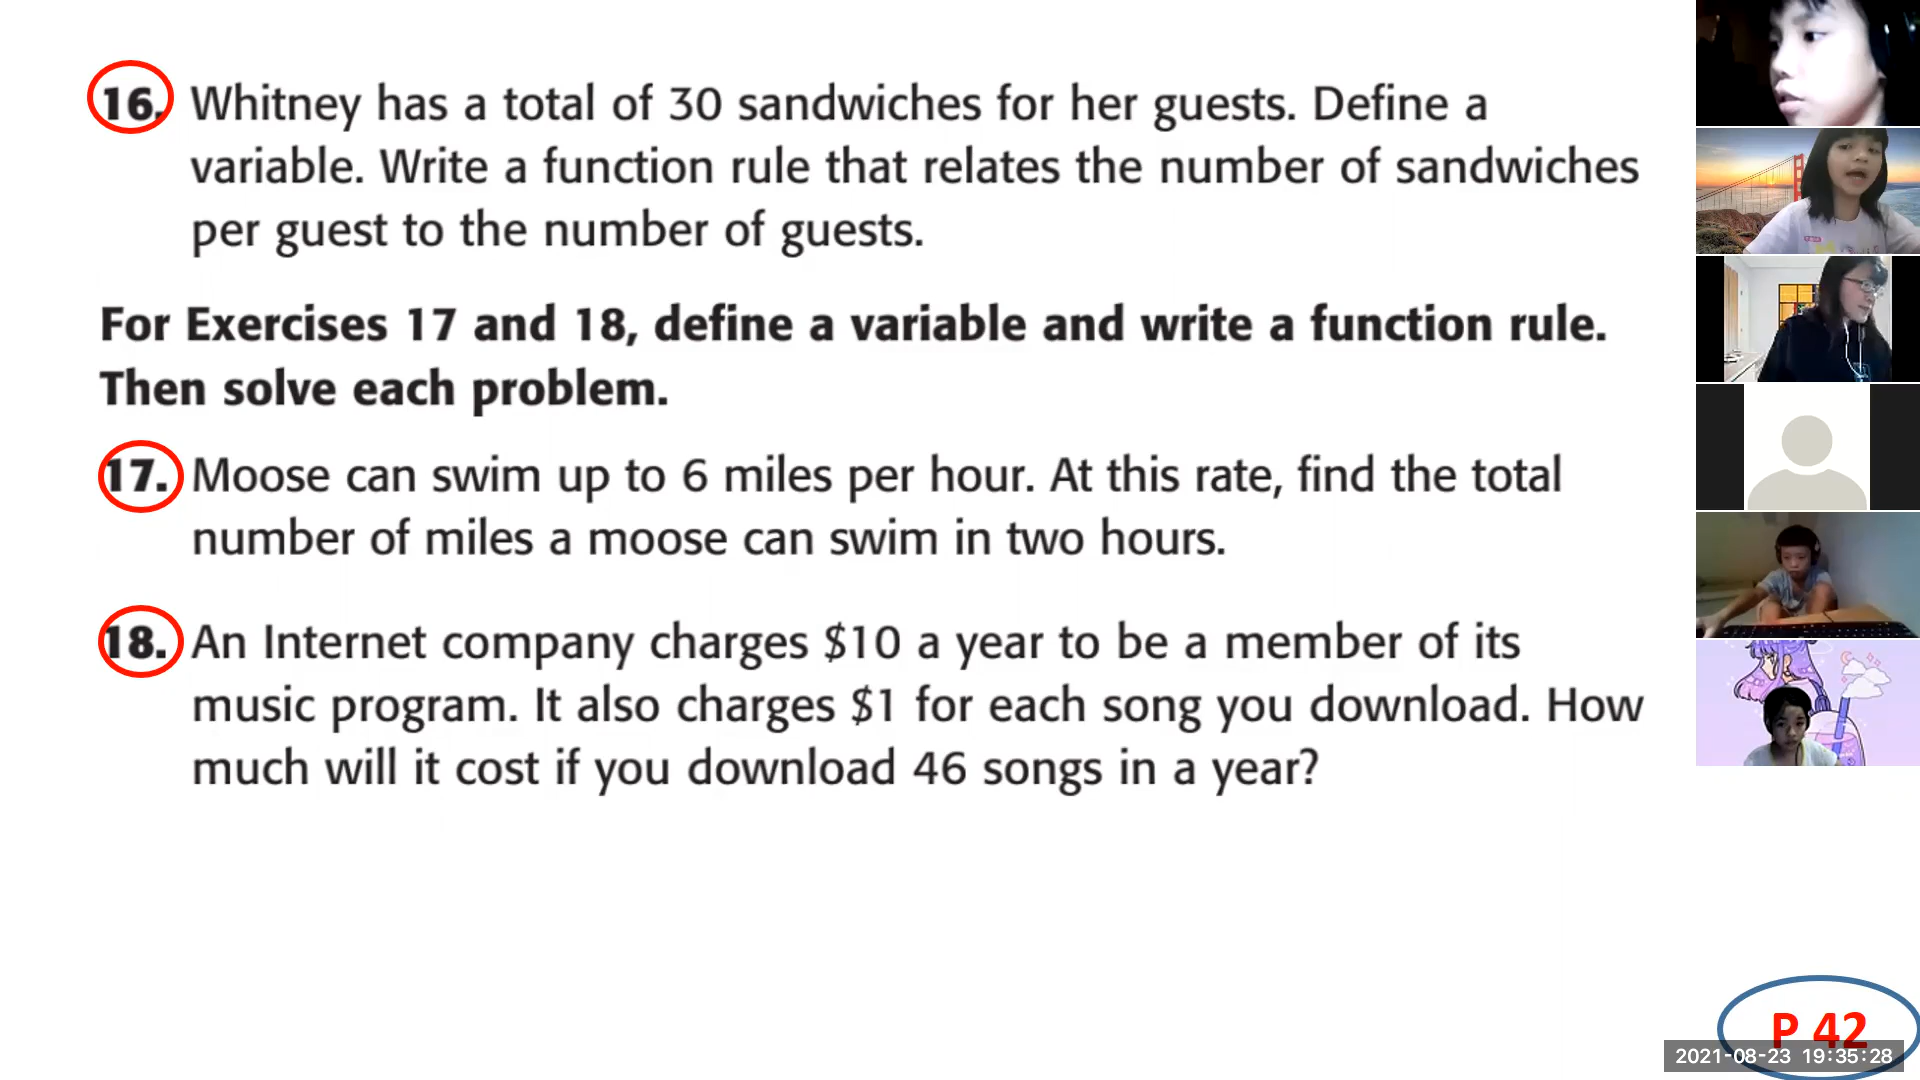 16. Whitney has a total of 30 sandwiches for her guests. Define a
variable. Write a function rule that relates the number of sandwiches
per guest to the number of guests.
For Exercises 17 and 18, define a variable and write a function rule.
Then solve each problem.
17. Moose can swim up to 6 miles per hour. At this rate, find the total
number of miles a moose can swim in two hours.
18. An Internet company charges $10 a year to be a member of its
music program. It also charges $1 for each song you download. How
much will it cost if you download 46 songs in a year?
P 42
2021-08-23 19:35:28